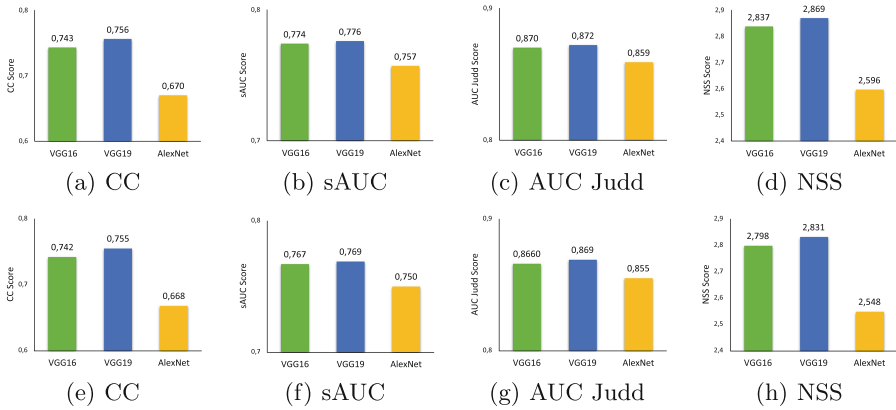 0,8
0,743
0,756
0,670
0,7
0,6
CC Score
VGG16 VGG19 AlexNet
(a) CC
0,8
0,774
0,776
0,757
0,7
sAUC Score
VGG16 VGG19 AlexNet
(b) sAUC
0,9
0,870
0,872
0,859
0,8
AUC Judd Score
VGG16 VGG19 AlexNet
(c) AUC Judd
2,9
2,837
2,869
2,596
2,8
2,7
2,6
2,5
2,4
NSS Score
VGG16 VGG19 AlexNet
(d) NSS
0,8
0,742
0,755
0,668
0,7
0,6
CC Score
VGG16 VGG19 AlexNet
(e) CC
0,8
0,767
0,769
0,750
0,7
sAUC Score
VGG16 VGG19 AlexNet
(f) sAUC
0,9
0,8660
0,869
0,855
0,8
AUC Judd Score
VGG16 VGG19 AlexNet
(g) AUC Judd
2,9
2,798
2,831
2,548
2,8
2,7
2,6
2,5
2,4
NSS Score
VGG16 VGG19 AlexNet
(h) NSS